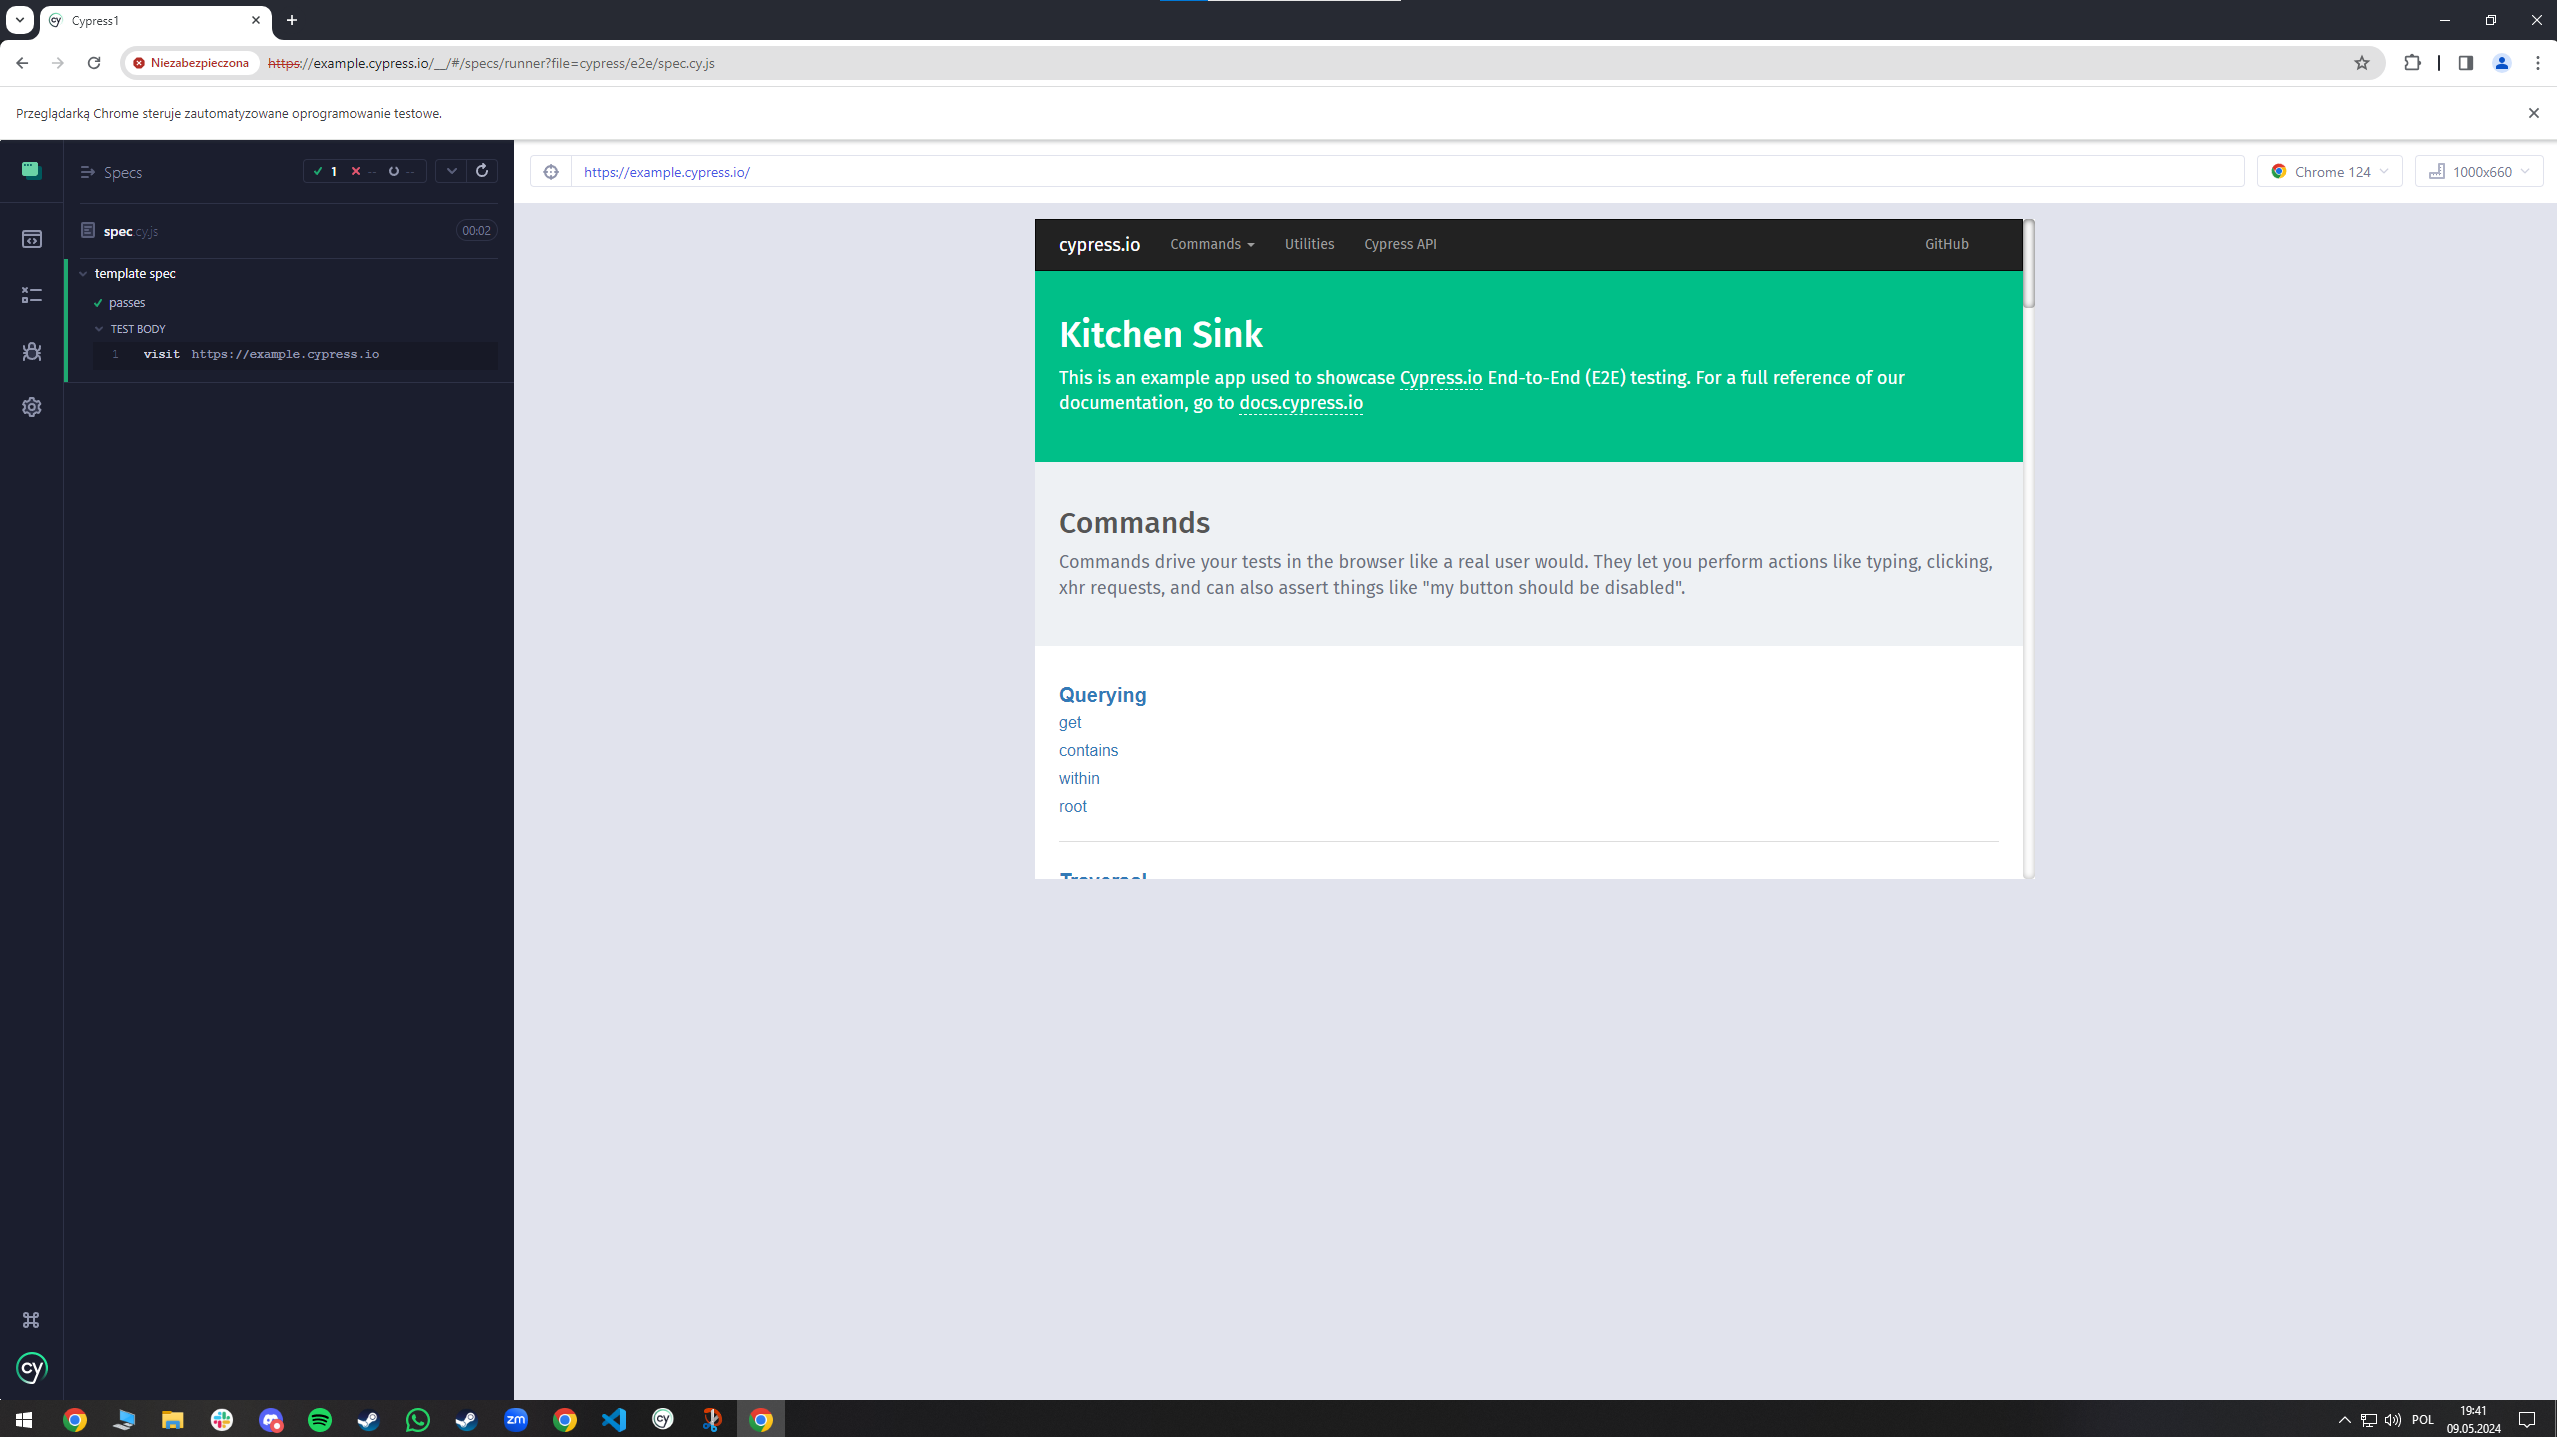 Cypress1
Niezabezpieczona https://example.cypress.io/__/#/specs/runner?file=cypress/e2e/spec.cy.js
Przeglądarką Chrome steruje zautomatyzowane oprogramowanie testowe.
Specs 1 -- --
https://example.cypress.io/
Chrome 124
1000x660
spec.cy.js 00:02
template spec
passes
TEST BODY
1 visit https://example.cypress.io
cypress.io Commands Utilities Cypress API GitHub
Kitchen Sink
This is an example app used to showcase Cypress.io End-to-End (E2E) testing. For a full reference of our
documentation, go to docs.cypress.io
Commands
Commands drive your tests in the browser like a real user would. They let you perform actions like typing, clicking,
xhr requests, and can also assert things like "my button should be disabled".
Querying
get
contains
within
root
Traversal
cy
zm
cy
POL
19:41
09.05.2024